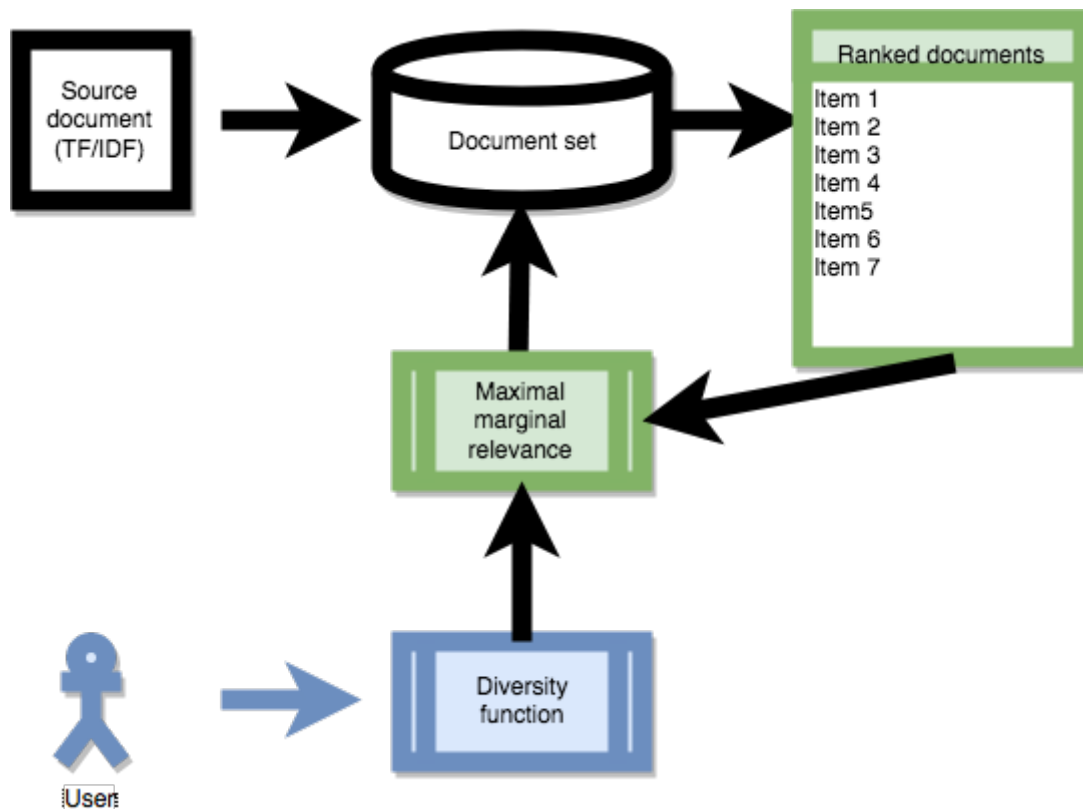 Source
document
(TF/IDF)
Document set
Ranked documents
Item 1
Item 2
Item 3
Item 4
Item5
Item 6
Item 7
Maximal
marginal
relevance
Diversity
function
User